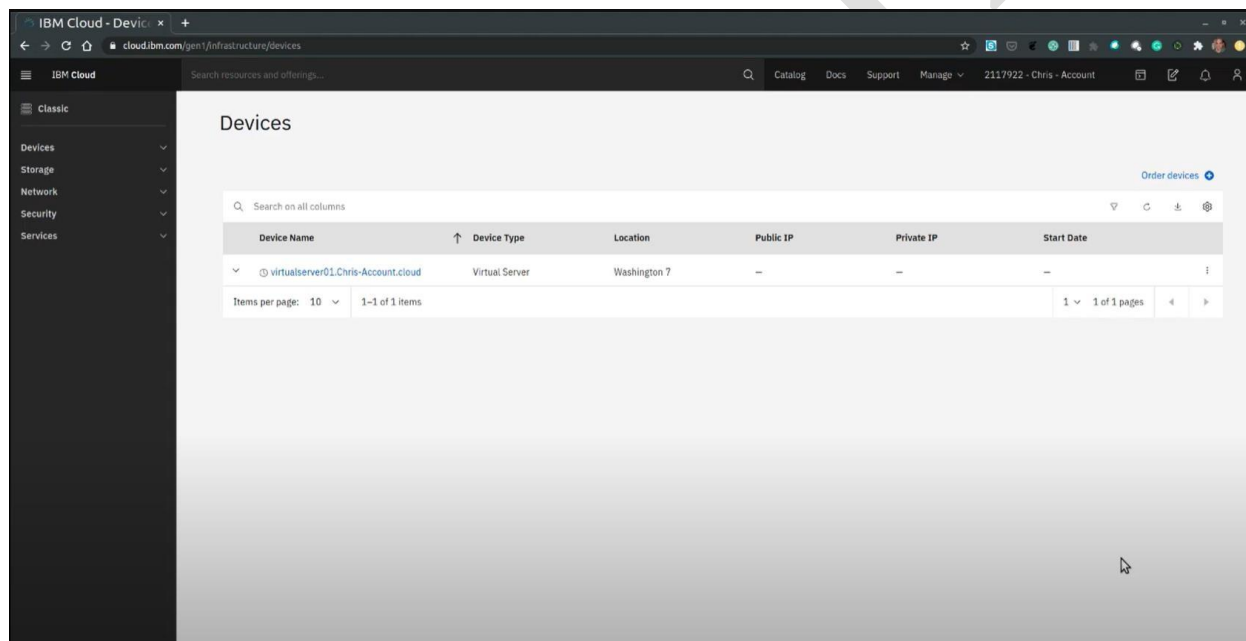 IBM Cloud - Devic × +
cloud.ibm.com/gen1/infrastructure/devices
IBM Cloud Search resources and offerings... Catalog Docs Support Manage 2117922 - Chris - Account
Classic
Devices
Storage
Network
Security
Services
Devices
Order devices
Search on all columns
Device Name Device Type Location Public IP Private IP Start Date
virtualserver01.Chris-Account.cloud Virtual Server Washington 7 – – –
Items per page: 10 1–1 of 1 items 1 1 of 1 pages